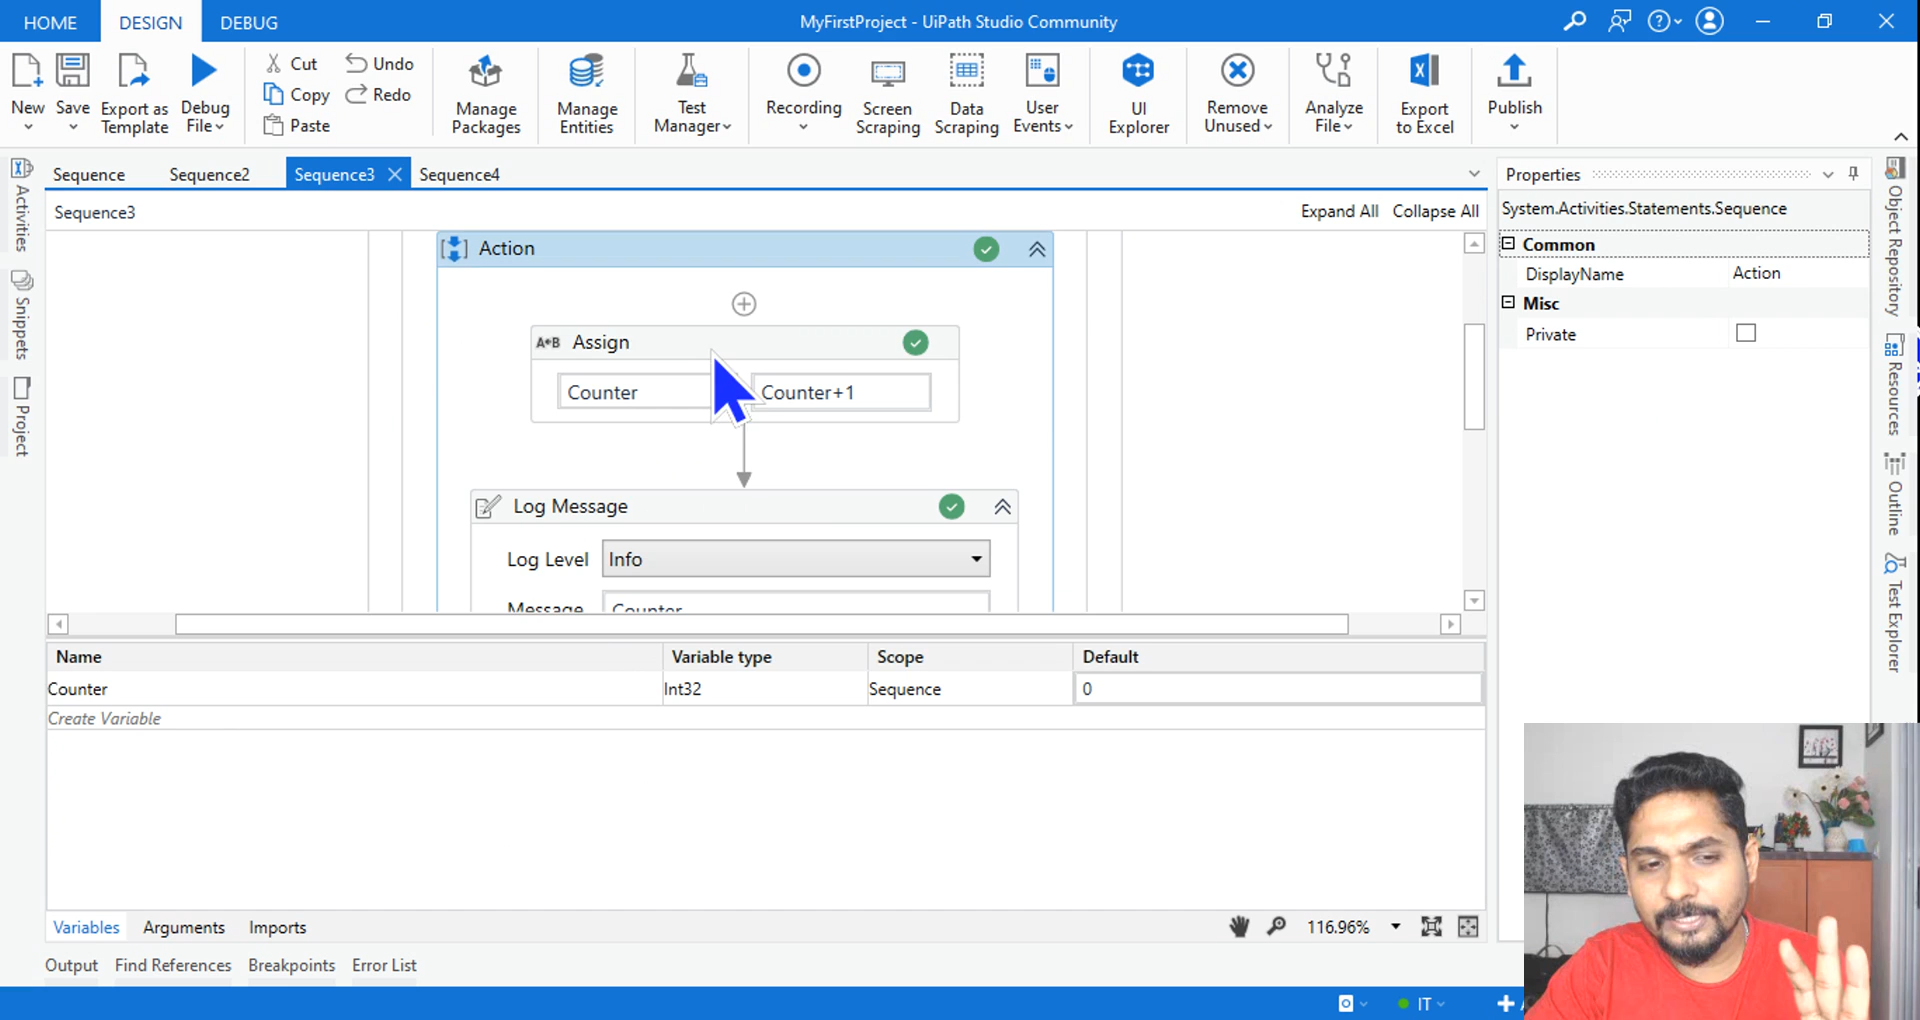 HOME
DESIGN
DEBUG
MyFirstProject - UiPath Studio Community
New
Save
Export as
Template
Debug
File
Cut
Copy
Paste
Undo
Redo
Manage
Packages
Manage
Entities
Test
Manager
Recording
Screen
Scraping
Data
Scraping
User
Events
UI
Explorer
Remove
Unused
Analyze
File
Export
to Excel
Publish
Sequence
Sequence2
Sequence3
Sequence4
Sequence3
Expand All
Collapse All
Activities
Snippets
Project
Action
A+B Assign
Counter
Counter+1
Log Message
Log Level
Info
Message
Counter
Properties
System.Activities.Statements.Sequence
Common
DisplayName
Action
Misc
Private
Object Repository
Resources
Outline
Test Explorer
Name
Variable type
Scope
Default
Counter
Int32
Sequence
0
Create Variable
Variables
Arguments
Imports
116.96%
Output
Find References
Breakpoints
Error List
IT